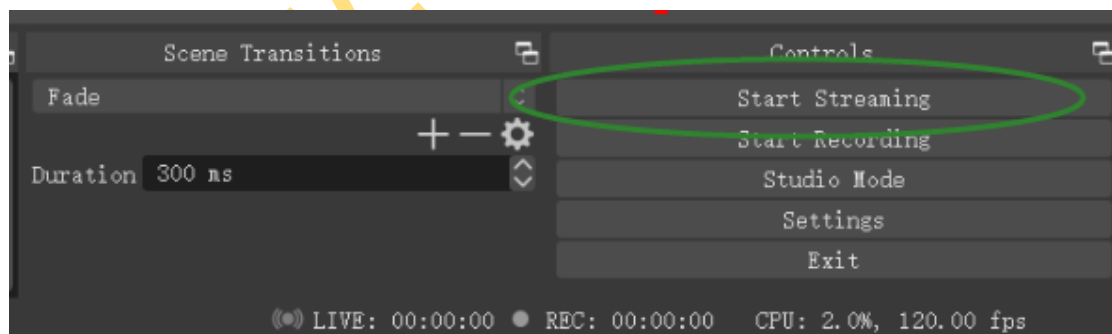 Scene Transitions
Fade
Duration 300 ms
Controls
Start Streaming
Start Recording
Studio Mode
Settings
Exit
LIVE: 00:00:00 REC: 00:00:00 CPU: 2.0%, 120.00 fps